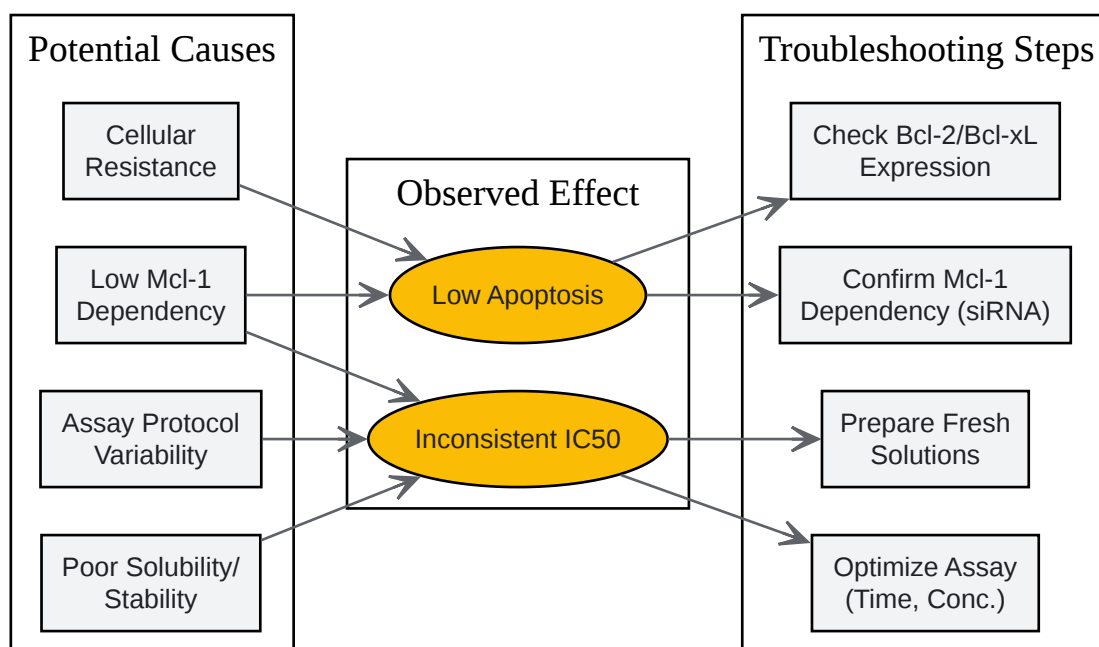 Potential Causes
Cellular
Resistance
Low Mcl-1
Dependency
Assay Protocol
Variability
Poor Solubility/
Stability
Observed Effect
Low Apoptosis
Inconsistent IC50
Troubleshooting Steps
Check Bcl-2/Bcl-xL
Expression
Confirm Mcl-1
Dependency (siRNA)
Prepare Fresh
Solutions
Optimize Assay
(Time, Conc.)